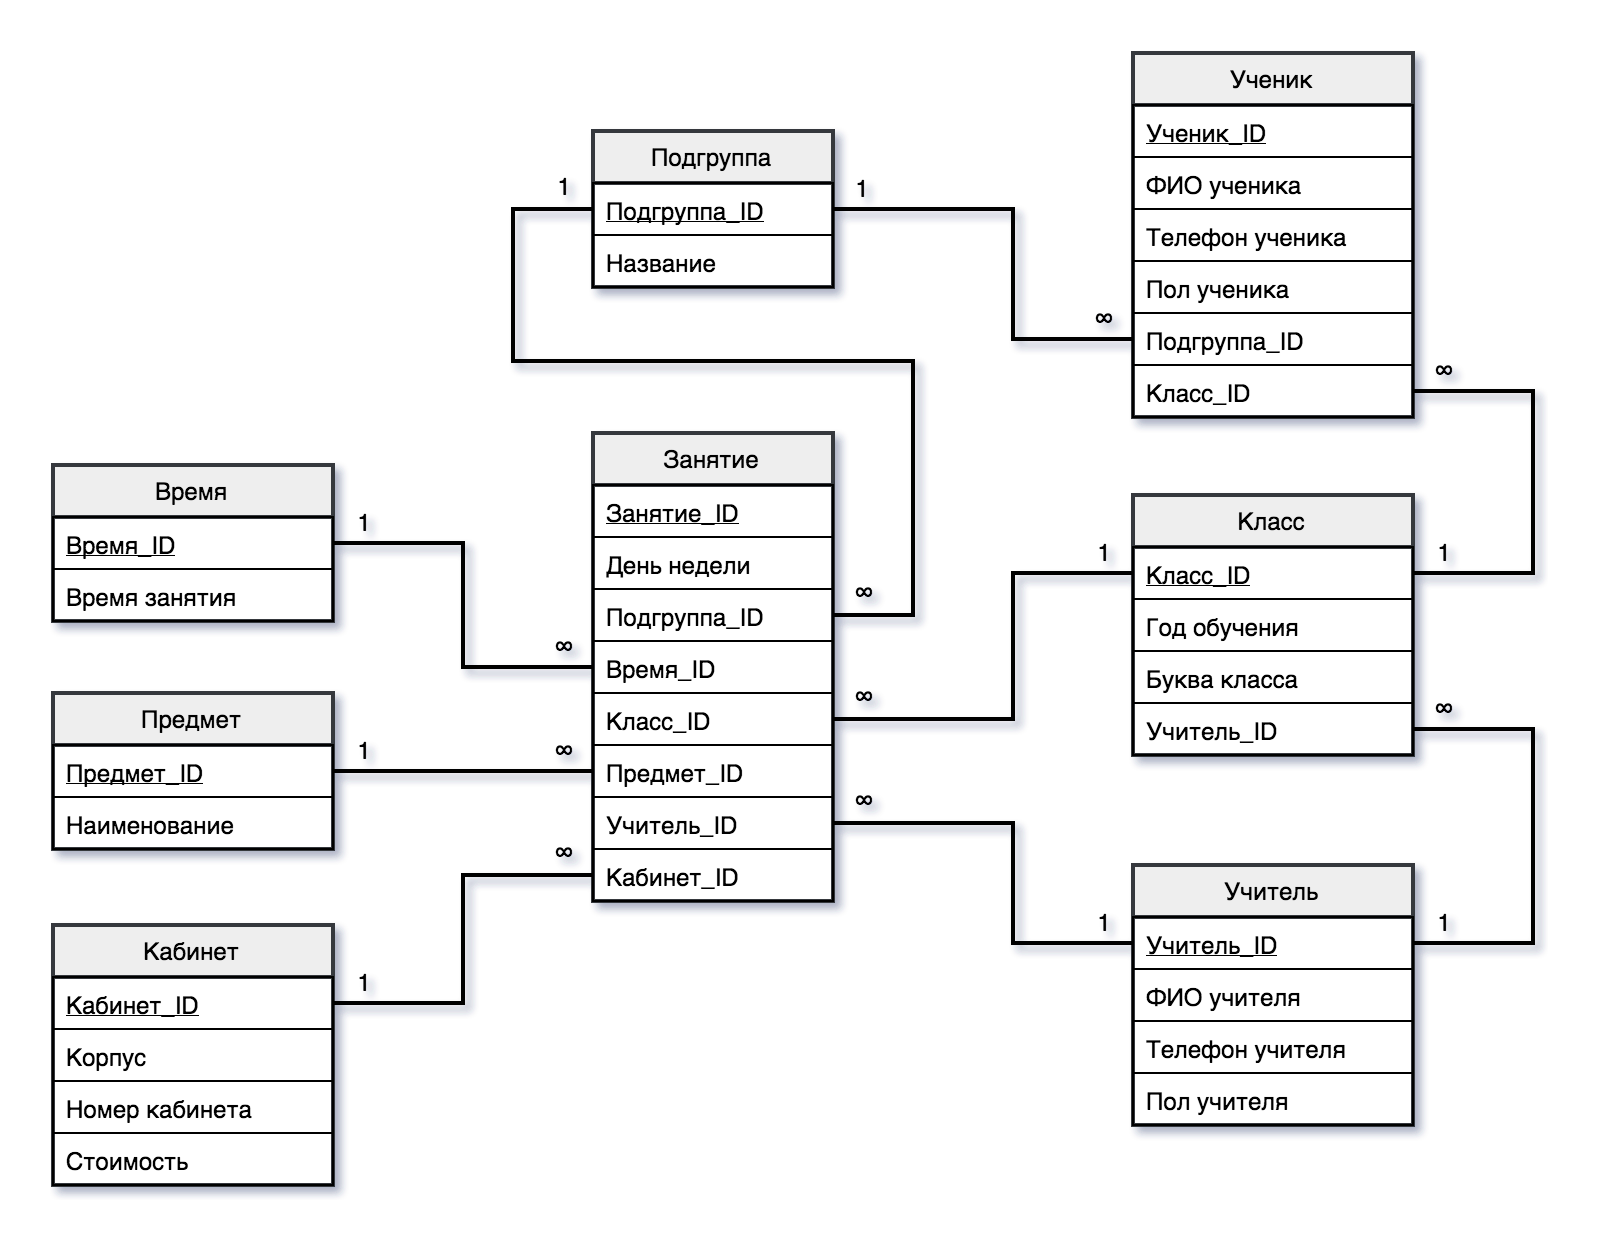 Ученик
Ученик_ID
ФИО ученика
Телефон ученика
Пол ученика
Подгруппа_ID
Класс_ID
∞
∞
Подгруппа
Подгруппа_ID
Название
1
1
Занятие
Занятие_ID
День недели
Подгруппа_ID
Время_ID
Класс_ID
Предмет_ID
Учитель_ID
Кабинет_ID
∞
∞
∞
∞
∞
∞
Время
Время_ID
Время занятия
1
Предмет
Предмет_ID
Наименование
1
Кабинет
Кабинет_ID
Корпус
Номер кабинета
Стоимость
1
Класс
Класс_ID
Год обучения
Буква класса
Учитель_ID
1
1
∞
Учитель
Учитель_ID
ФИО учителя
Телефон учителя
Пол учителя
1
1